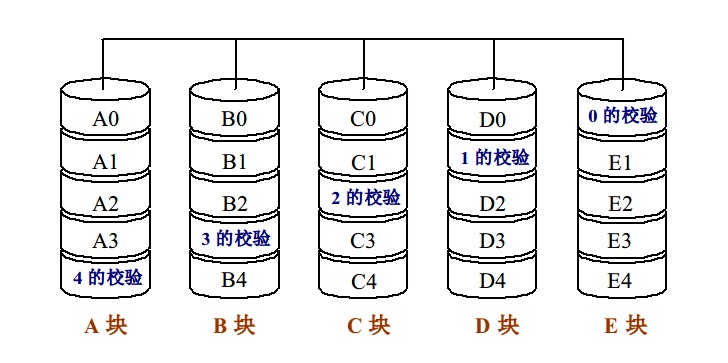 A0 B0 C0 D0 0 的校验
A1 B1 C1 1 的校验 E1
A2 B2 2 的校验 D2 E2
A3 3 的校验 C3 D3 E3
4 的校验 B4 C4 D4 E4
A 块 B 块 C 块 D 块 E 块